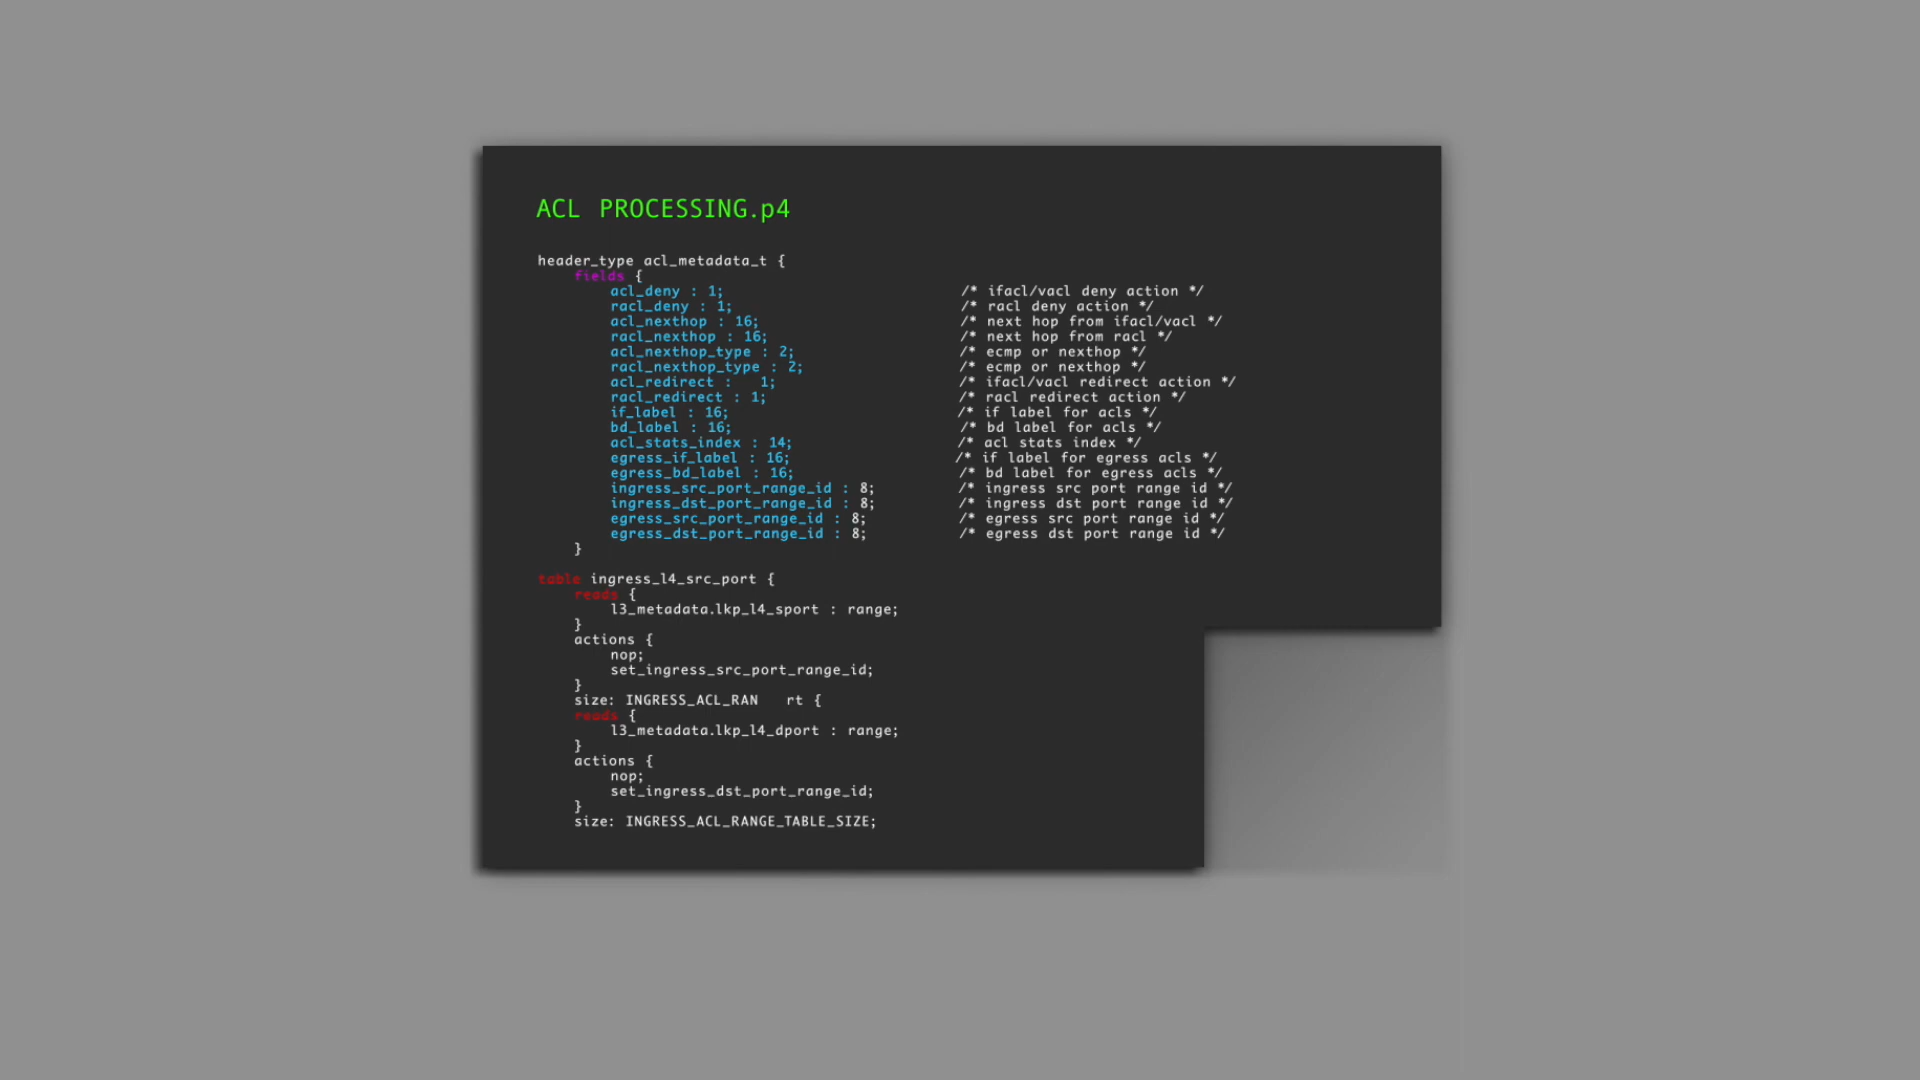 ACL PROCESSING.p4
header_type acl_metadata_t {
fields {
acl_deny : 1; /* ifacl/vacl deny action */
racl_deny : 1; /* racl deny action */
acl_nexthop : 16; /* next hop from ifacl/vacl */
racl_nexthop : 16; /* next hop from racl */
acl_nexthop_type : 2; /* ecmp or nexthop */
racl_nexthop_type : 2; /* ecmp or nexthop */
acl_redirect : 1; /* ifacl/vacl redirect action */
racl_redirect : 1; /* racl redirect action */
if_label : 16; /* if label for acls */
bd_label : 16; /* bd label for acls */
acl_stats_index : 14; /* acl stats index */
egress_if_label : 16; /* if label for egress acls */
egress_bd_label : 16; /* bd label for egress acls */
ingress_src_port_range_id : 8; /* ingress src port range id */
ingress_dst_port_range_id : 8; /* ingress dst port range id */
egress_src_port_range_id : 8; /* egress src port range id */
egress_dst_port_range_id : 8; /* egress dst port range id */
}
table ingress_l4_src_port {
reads {
l3_metadata.lkp_l4_sport : range;
}
actions {
nop;
set_ingress_src_port_range_id;
}
size: INGRESS_ACL_RAN rt {
reads {
l3_metadata.lkp_l4_dport : range;
}
actions {
nop;
set_ingress_dst_port_range_id;
}
size: INGRESS_ACL_RANGE_TABLE_SIZE;